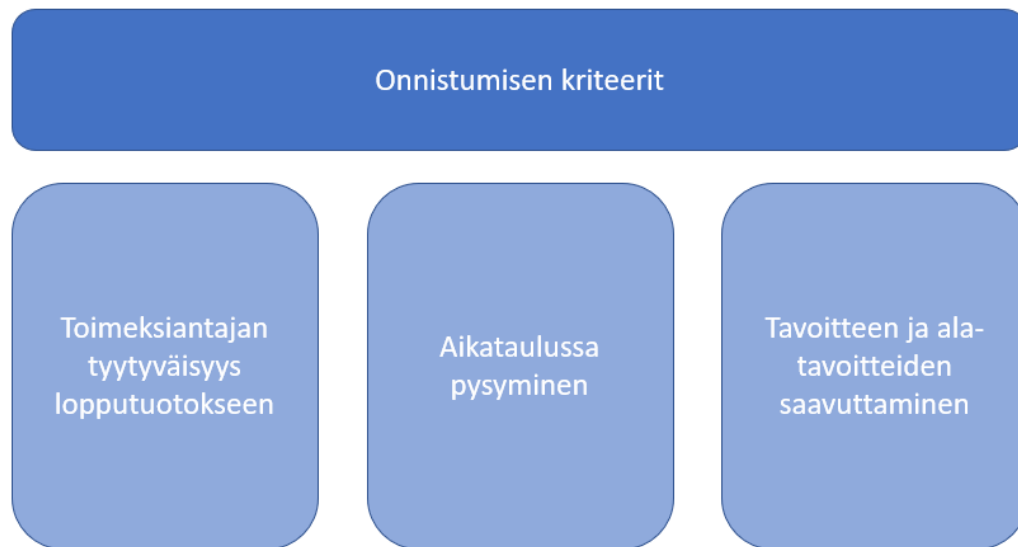 Onnistumisen kriteerit
Toimeksiantajan
tyytyväisyys
lopputuotokseen
Aikataulussa
pysyminen
Tavoitteen ja ala-
tavoitteiden
saavuttaminen